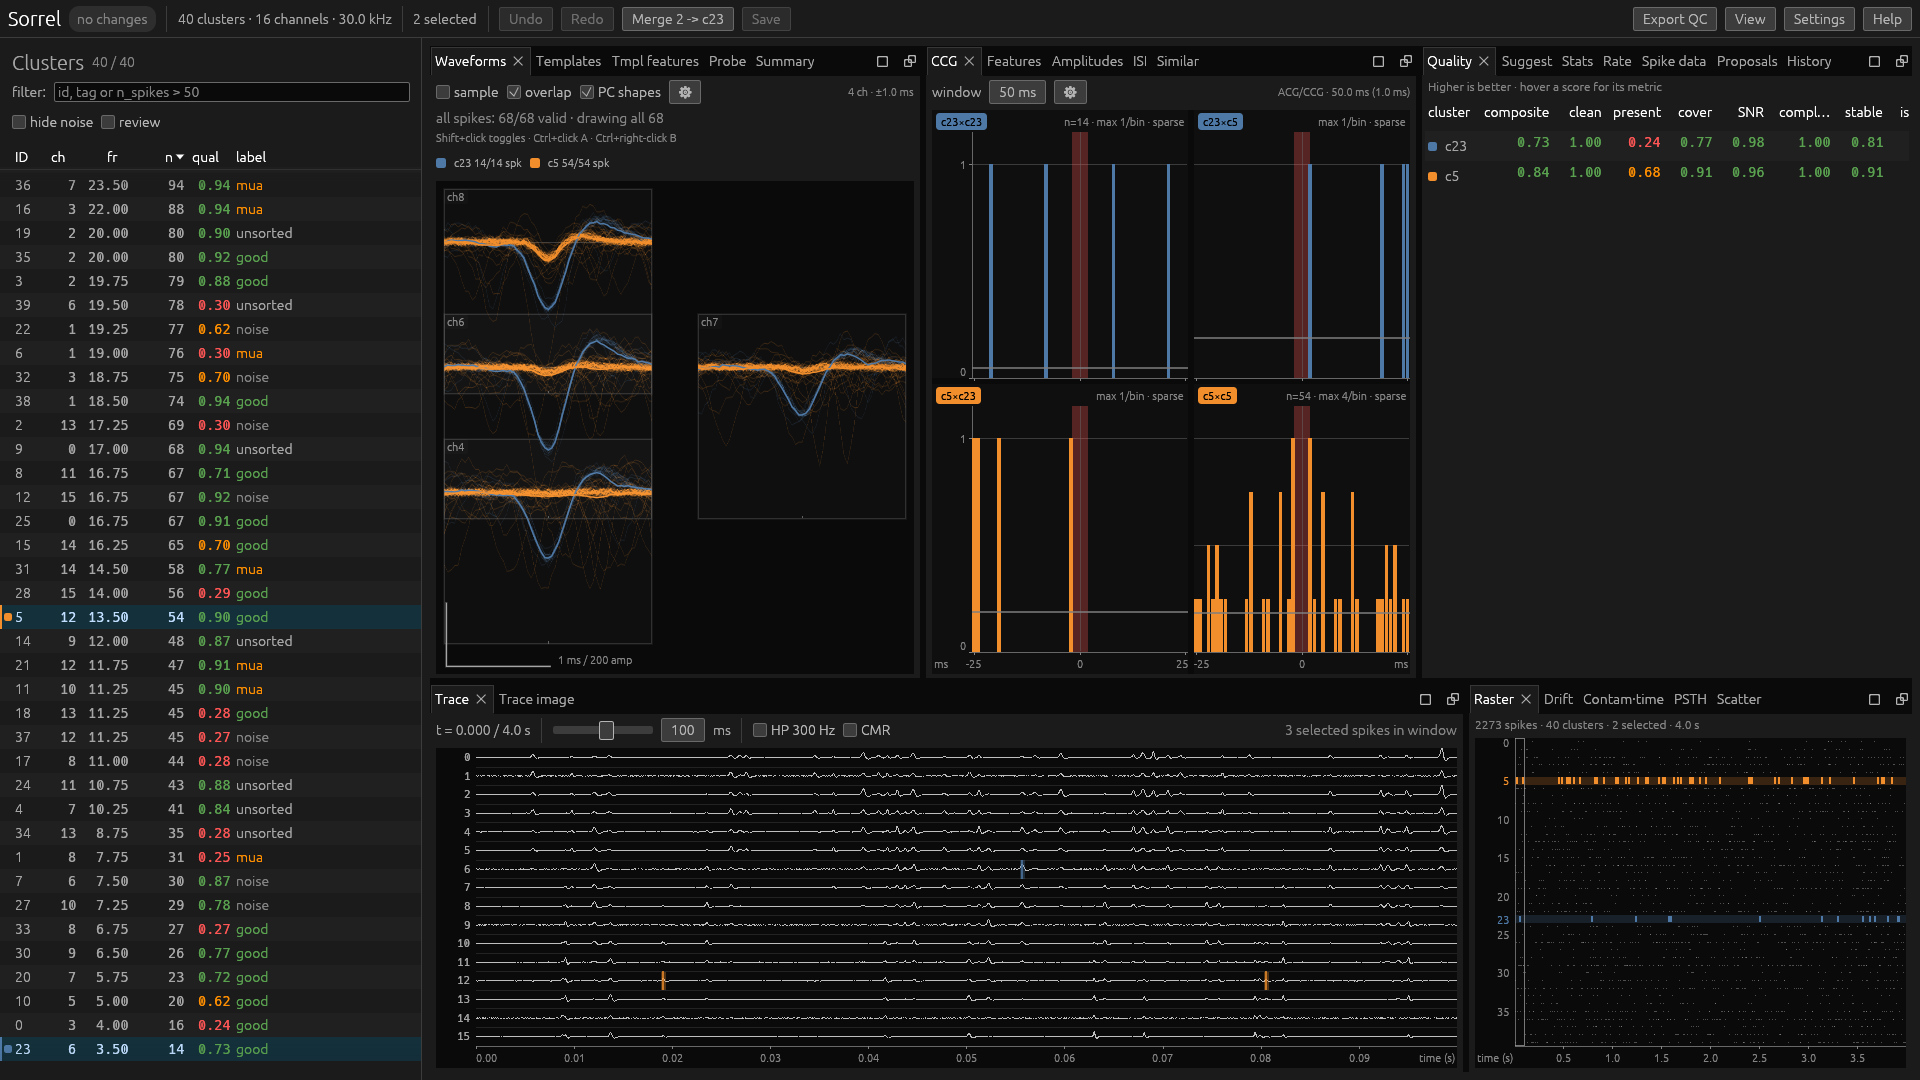 Sorrel no changes 40 clusters · 16 channels · 30.0 kHz 2 selected Undo Redo Merge 2 -> c23 Save Export QC View Settings Help
Clusters 40 / 40
filter: id, tag or n_spikes > 50
hide noise review
ID ch fr n qual label
36 7 23.50 94 0.94 mua
16 3 22.00 88 0.94 mua
19 2 20.00 80 0.90 unsorted
35 2 20.00 80 0.92 good
3 2 19.75 79 0.88 good
39 6 19.50 78 0.30 unsorted
22 1 19.25 77 0.62 noise
6 1 19.00 76 0.30 mua
32 3 18.75 75 0.70 noise
38 1 18.50 74 0.94 good
2 13 17.25 69 0.30 noise
9 0 17.00 68 0.94 unsorted
8 11 16.75 67 0.71 good
12 15 16.75 67 0.92 noise
25 0 16.75 67 0.91 good
15 14 16.25 65 0.70 good
31 14 14.50 58 0.77 mua
28 15 14.00 56 0.29 good
5 12 13.50 54 0.90 good
14 9 12.00 48 0.87 unsorted
21 12 11.75 47 0.91 mua
11 10 11.25 45 0.90 mua
18 13 11.25 45 0.28 good
37 12 11.25 45 0.27 noise
17 8 11.00 44 0.28 noise
24 11 10.75 43 0.88 unsorted
4 7 10.25 41 0.84 unsorted
34 13 8.75 35 0.28 unsorted
1 8 7.75 31 0.25 mua
7 6 7.50 30 0.87 noise
27 10 7.25 29 0.78 noise
33 8 6.75 27 0.27 good
30 9 6.50 26 0.77 good
20 7 5.75 23 0.72 good
10 5 5.00 20 0.62 good
0 3 4.00 16 0.24 good
23 6 3.50 14 0.73 good
Waveforms Templates Tmpl features Probe Summary
sample overlap PC shapes 4 ch · ±1.0 ms
all spikes: 68/68 valid · drawing all 68
Shift+click toggles · Ctrl+click A · Ctrl+right-click B
c23 14/14 spk c5 54/54 spk
ch8
ch6
ch7
ch4
1 ms / 200 amp
CCG Features Amplitudes ISI Similar
window 50 ms ACG/CCG · 50.0 ms (1.0 ms)
c23×c23 n=14 · max 1/bin · sparse
1
0
c23×c5 max 1/bin · sparse
c5×c23 max 1/bin · sparse
1
0
ms -25 0 25
c5×c5 n=54 · max 4/bin · sparse
-25 0 ms
Quality Suggest Stats Rate Spike data Proposals History
Higher is better · hover a score for its metric
cluster composite clean present cover SNR compl... stable is
c23 0.73 1.00 0.24 0.77 0.98 1.00 0.81
c5 0.84 1.00 0.68 0.91 0.96 1.00 0.91
Trace Trace image
t = 0.000 / 4.0 s 100 ms HP 300 Hz CMR 3 selected spikes in window
0
1
2
3
4
5
6
7
8
9
10
11
12
13
14
15
0.00 0.01 0.02 0.03 0.04 0.05 0.06 0.07 0.08 0.09 time (s)
Raster Drift Contam·time PSTH Scatter
2273 spikes · 40 clusters · 2 selected · 4.0 s
0
5
10
15
20
23
25
30
35
time (s) 0.5 1.0 1.5 2.0 2.5 3.0 3.5